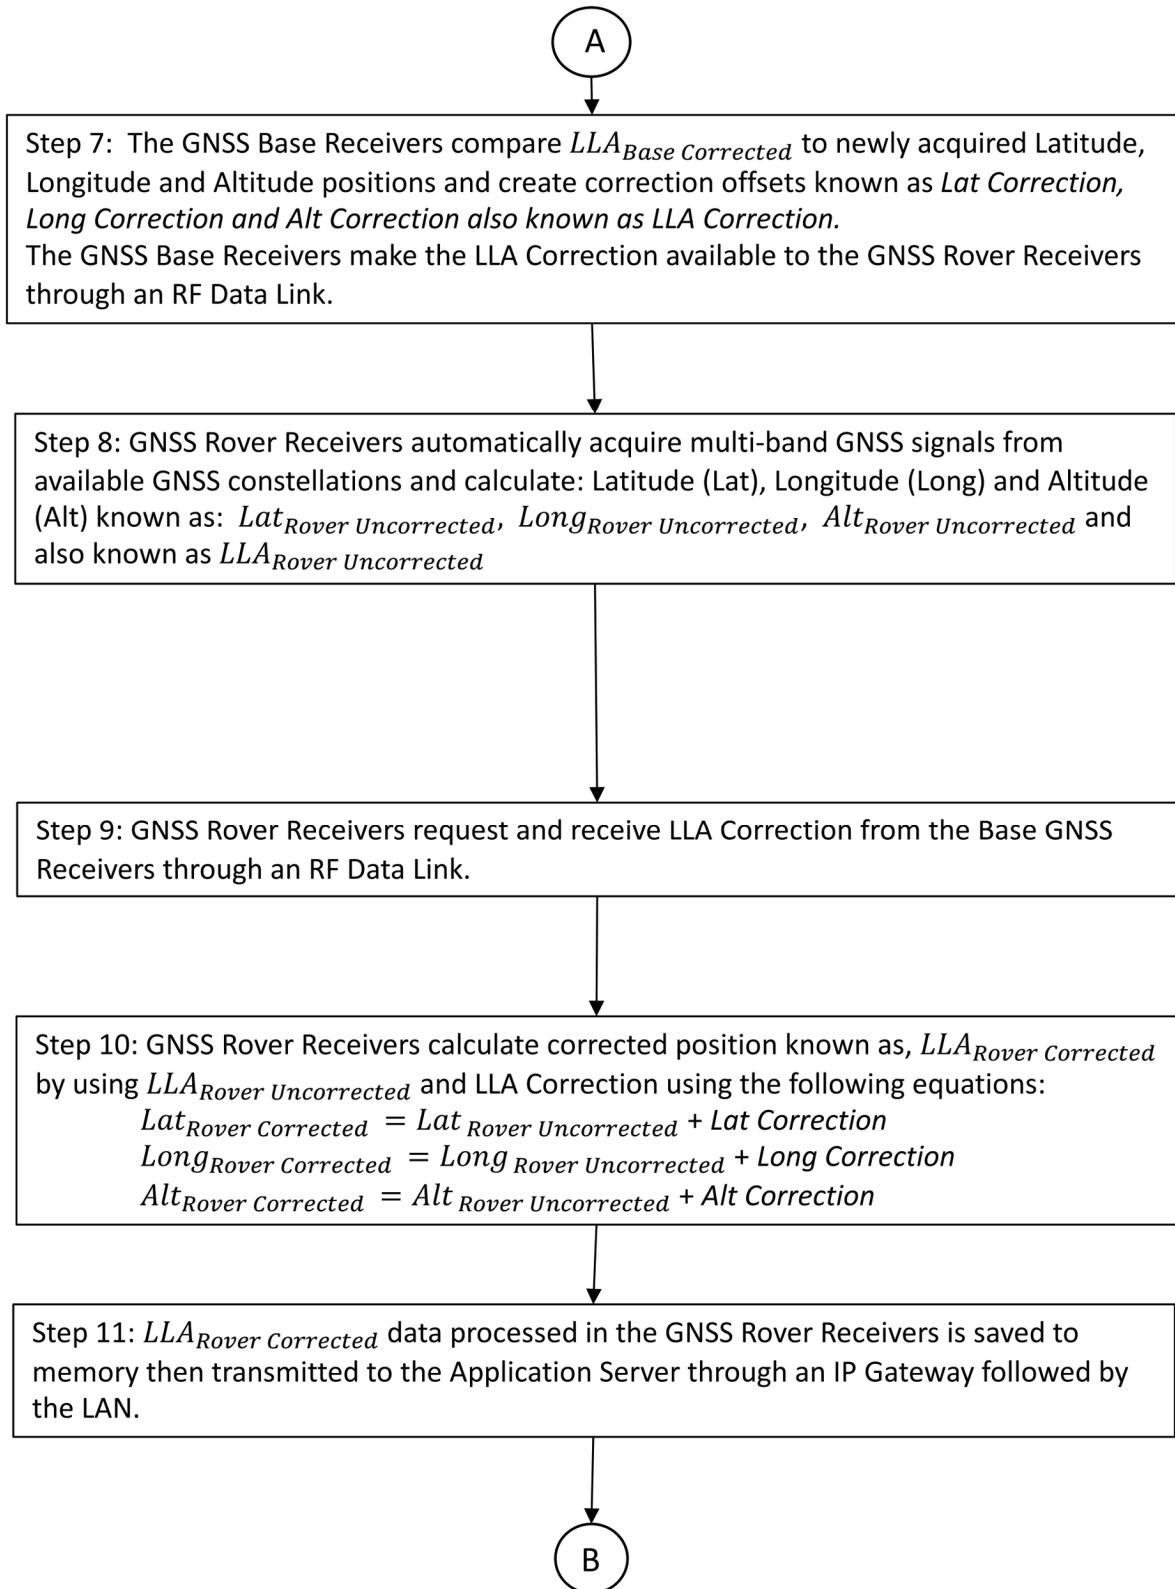 A
Step 7:  The GNSS Base Receivers compare LLA_Base Corrected to newly acquired Latitude,
Longitude and Altitude positions and create correction offsets known as Lat Correction,
Long Correction and Alt Correction also known as LLA Correction.
The GNSS Base Receivers make the LLA Correction available to the GNSS Rover Receivers
through an RF Data Link.
Step 8: GNSS Rover Receivers automatically acquire multi-band GNSS signals from
available GNSS constellations and calculate: Latitude (Lat), Longitude (Long) and Altitude
(Alt) known as: Lat_Rover Uncorrected, Long_Rover Uncorrected, Alt_Rover Uncorrected and
also known as LLA_Rover Uncorrected
Step 9: GNSS Rover Receivers request and receive LLA Correction from the Base GNSS
Receivers through an RF Data Link.
Step 10: GNSS Rover Receivers calculate corrected position known as, LLA_Rover Corrected
by using LLA_Rover Uncorrected and LLA Correction using the following equations:
Lat_Rover Corrected = Lat_Rover Uncorrected + Lat Correction
Long_Rover Corrected = Long_Rover Uncorrected + Long Correction
Alt_Rover Corrected = Alt_Rover Uncorrected + Alt Correction
Step 11: LLA_Rover Corrected data processed in the GNSS Rover Receivers is saved to
memory then transmitted to the Application Server through an IP Gateway followed by
the LAN.
B